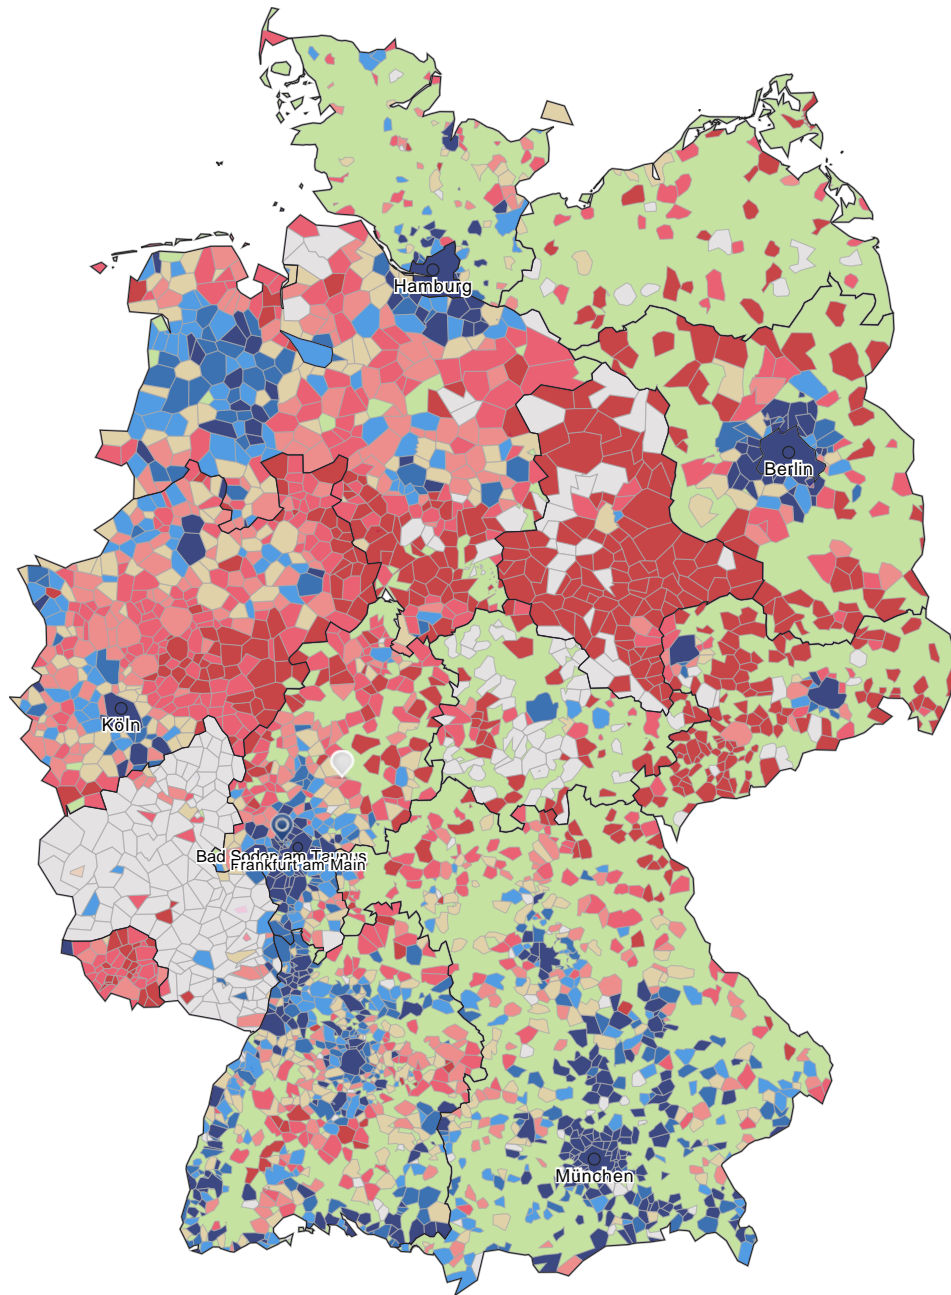 Hamburg
Berlin
Köln
Bad Soden am Taunus
Frankfurt am Main
München